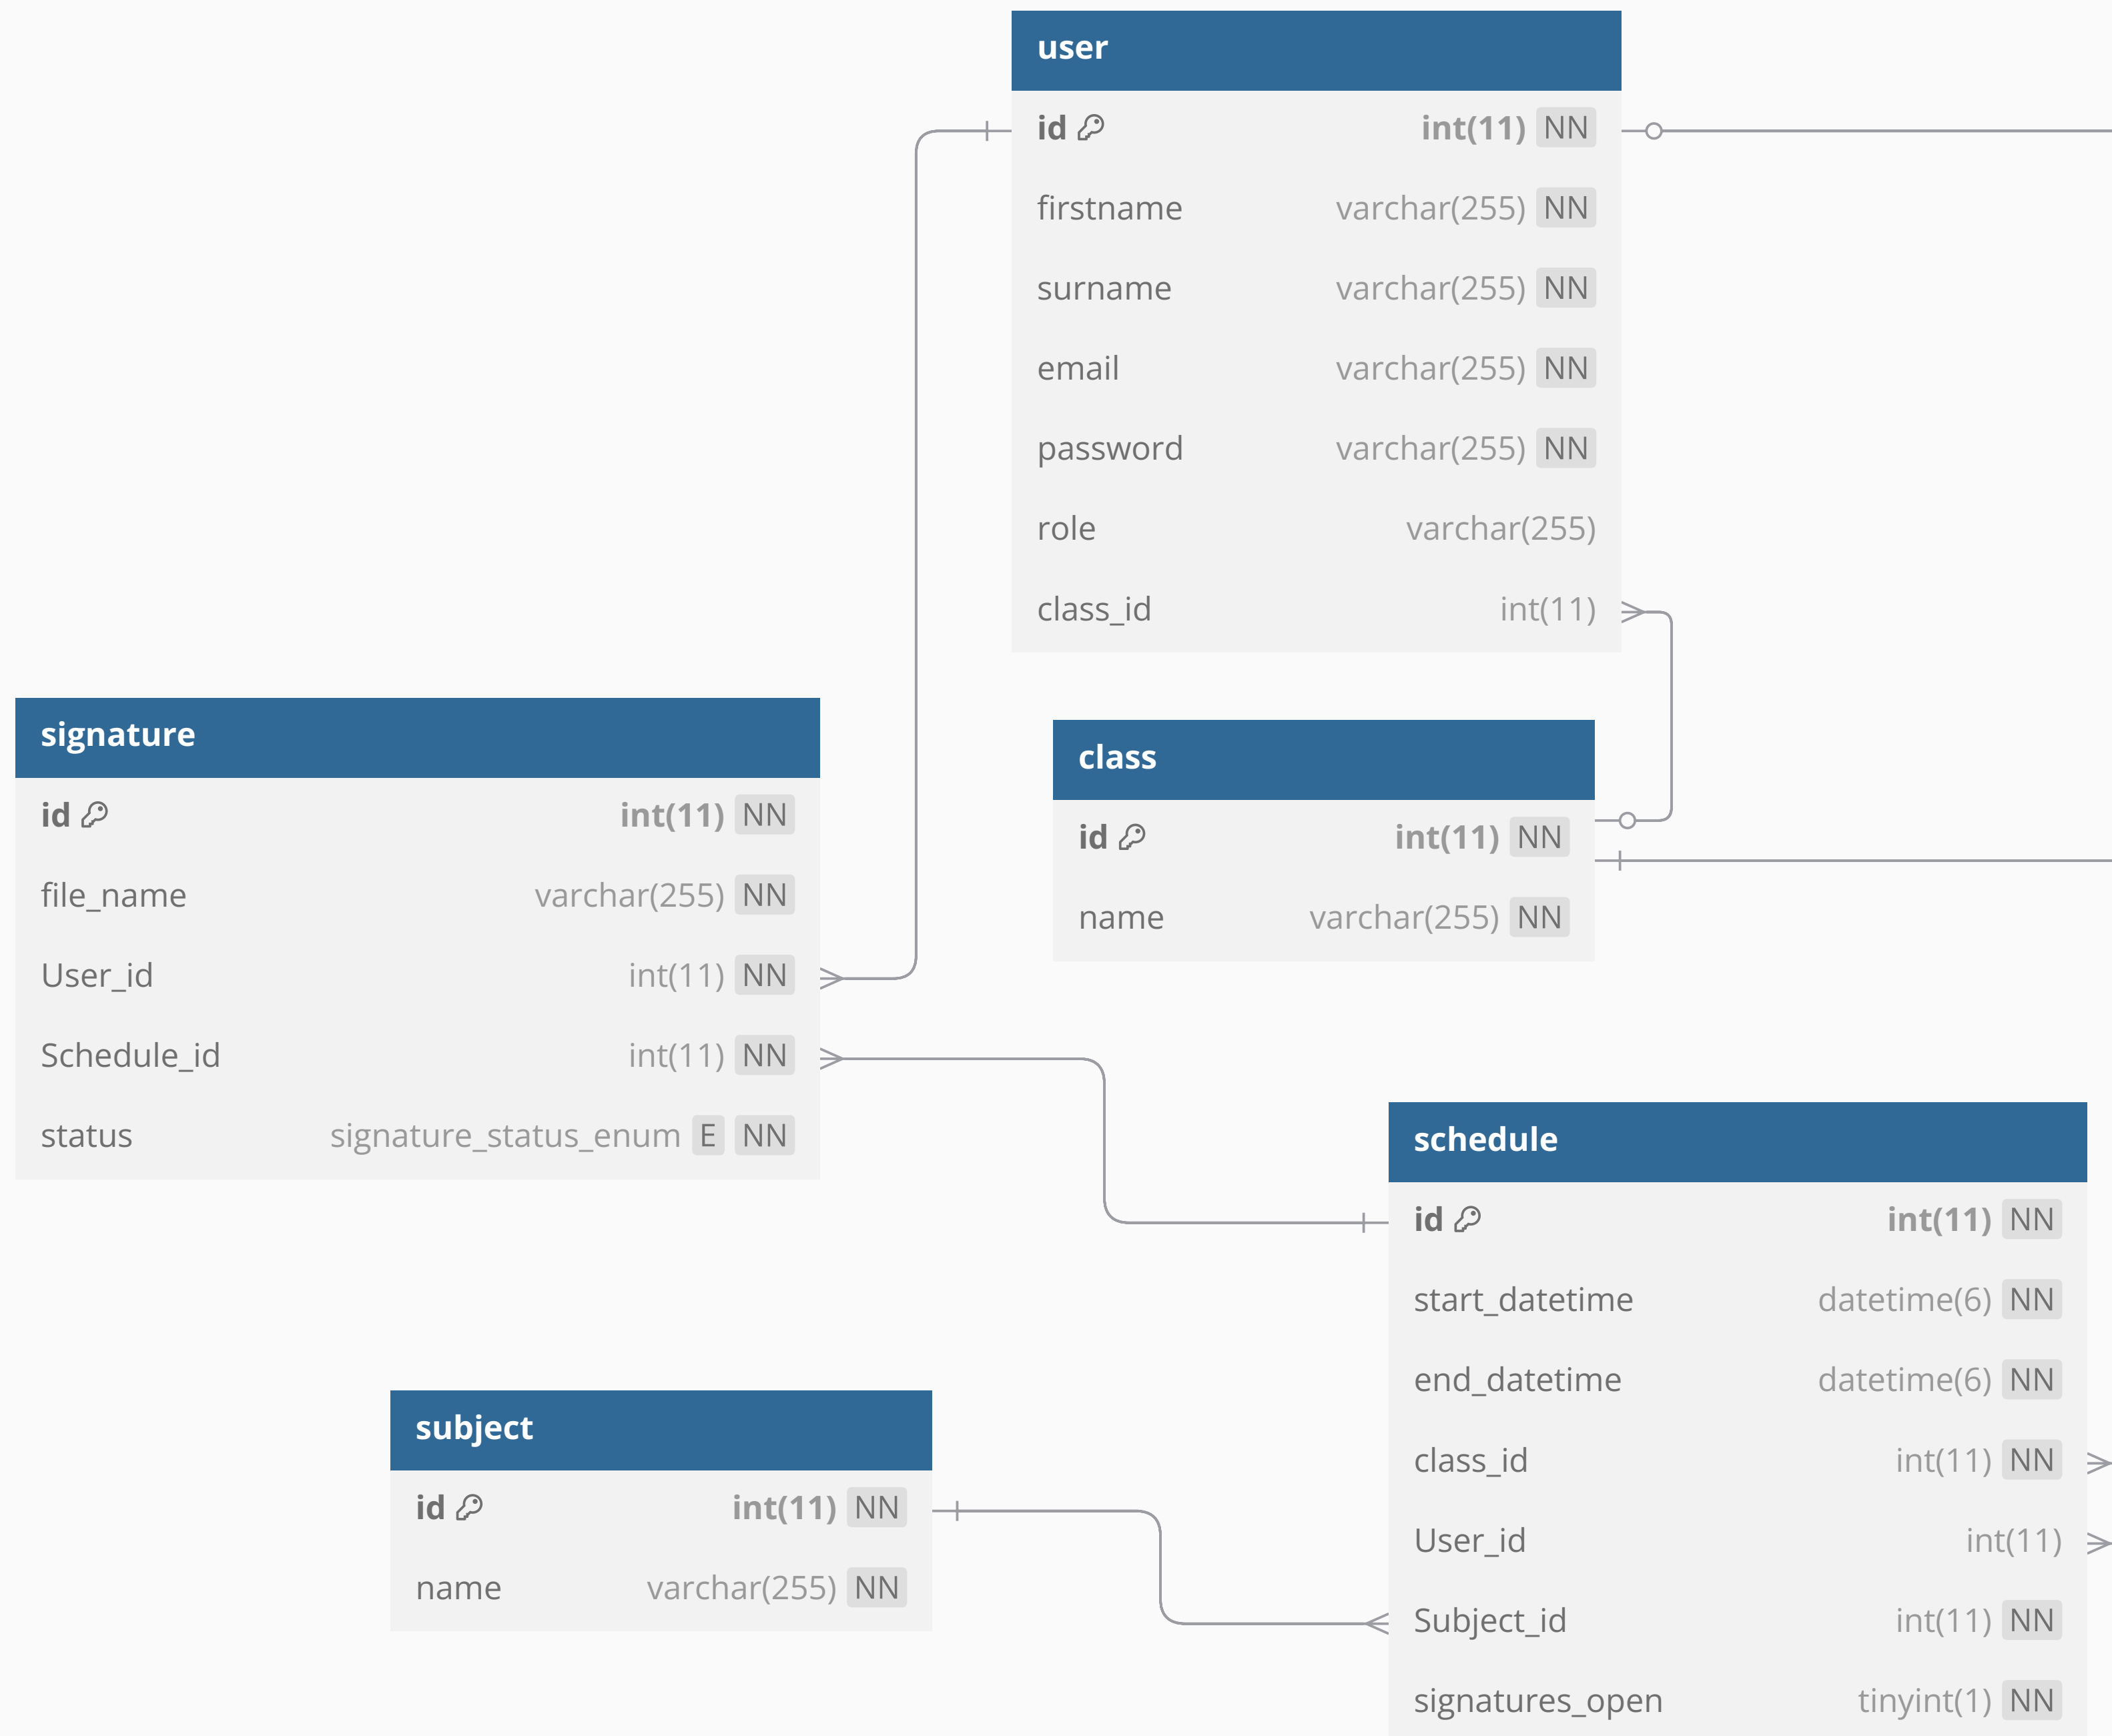 user
id int(11) NN
firstname varchar(255) NN
surname varchar(255) NN
email varchar(255) NN
password varchar(255) NN
role varchar(255)
class_id int(11)
signature
id int(11) NN
file_name varchar(255) NN
User_id int(11) NN
Schedule_id int(11) NN
status signature_status_enum E NN
class
id int(11) NN
name varchar(255) NN
schedule
id int(11) NN
start_datetime datetime(6) NN
end_datetime datetime(6) NN
class_id int(11) NN
User_id int(11)
Subject_id int(11) NN
signatures_open tinyint(1) NN
subject
id int(11) NN
name varchar(255) NN